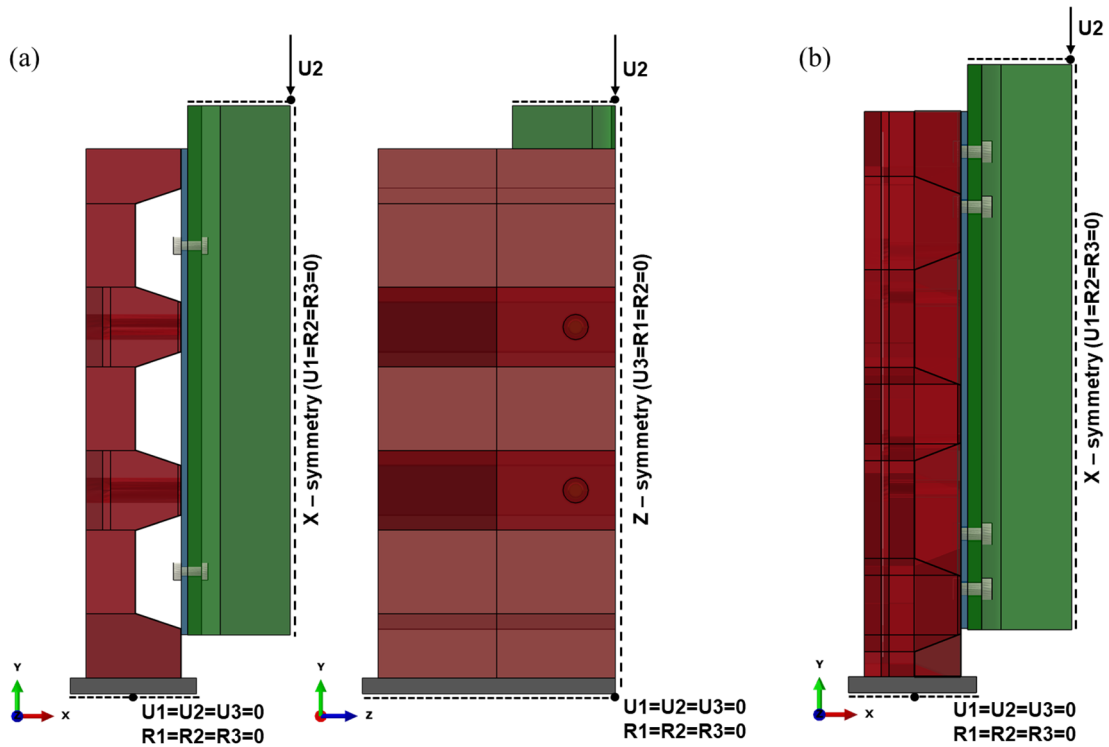 (a)
U2
U2
(b)
U2
X – symmetry (U1=R2=R3=0)
Z – symmetry (U3=R1=R2=0)
X – symmetry (U1=R2=R3=0)
Y
X
U1=U2=U3=0
R1=R2=R3=0
Y
Z
U1=U2=U3=0
R1=R2=R3=0
Y
X
U1=U2=U3=0
R1=R2=R3=0